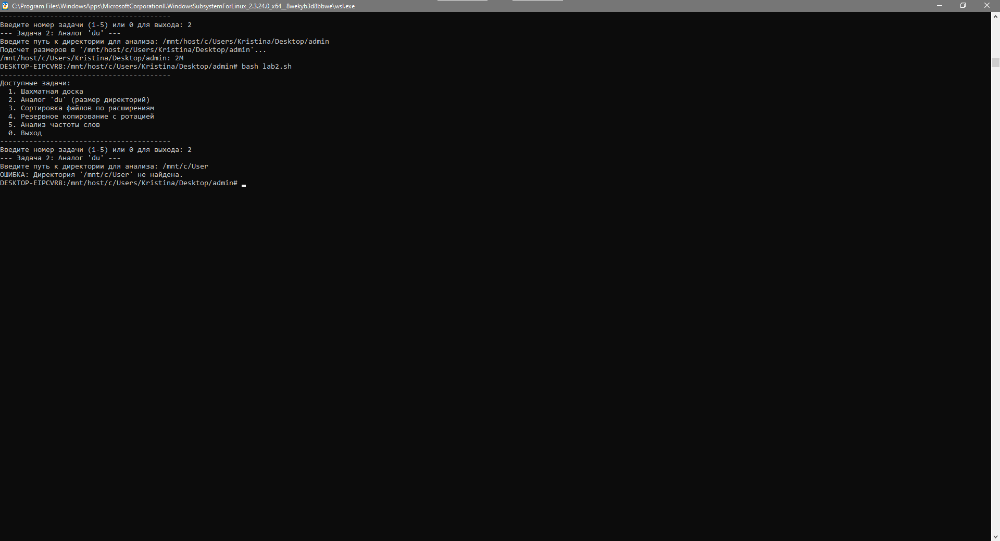 C:\Program Files\WindowsApps\MicrosoftCorporationII.WindowsSubsystemForLinux_2.3.24.0_x64__8wekyb3d8bbwe\wsl.exe
-----------------------------------------
Введите номер задачи (1-5) или 0 для выхода: 2
--- Задача 2: Аналог 'du' ---
Введите путь к директории для анализа: /mnt/host/c/Users/Kristina/Desktop/admin
Подсчет размеров в '/mnt/host/c/Users/Kristina/Desktop/admin'...
/mnt/host/c/Users/Kristina/Desktop/admin: 2M
DESKTOP-EIPCVR8:/mnt/host/c/Users/Kristina/Desktop/admin# bash lab2.sh
-----------------------------------------
Доступные задачи:
  1. Шахматная доска
  2. Аналог 'du' (размер директорий)
  3. Сортировка файлов по расширениям
  4. Резервное копирование с ротацией
  5. Анализ частоты слов
  0. Выход
-----------------------------------------
Введите номер задачи (1-5) или 0 для выхода: 2
--- Задача 2: Аналог 'du' ---
Введите путь к директории для анализа: /mnt/c/User
ОШИБКА: Директория '/mnt/c/User' не найдена.
DESKTOP-EIPCVR8:/mnt/host/c/Users/Kristina/Desktop/admin#